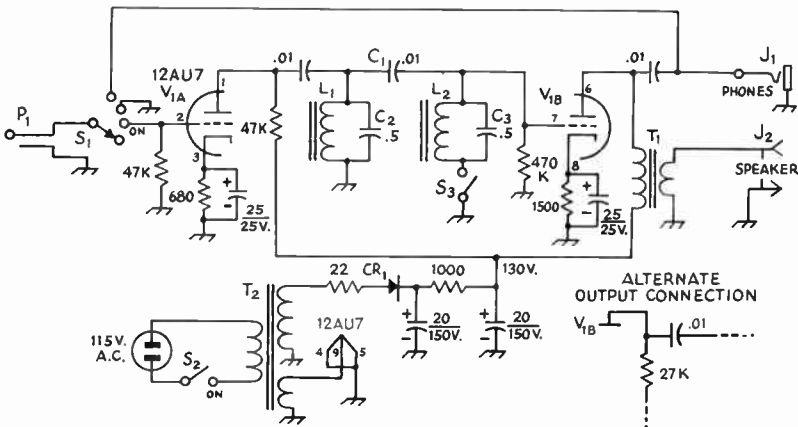 12AU7
V1A
1
2
3
P1
S1
ON
47K
680
25
25V.
47K
.01
C1
.01
L1
C2
.5
L2
C3
.5
S3
V1B
6
7
8
470
K
1500
25
25V.
.01
J1
PHONES
T1
J2
SPEAKER
T2
22
CR1
1000
130V.
20
150V.
20
150V.
12AU7
4
9
5
115V.
A.C.
S2
ON
ALTERNATE
OUTPUT CONNECTION
V1B
.01
27K